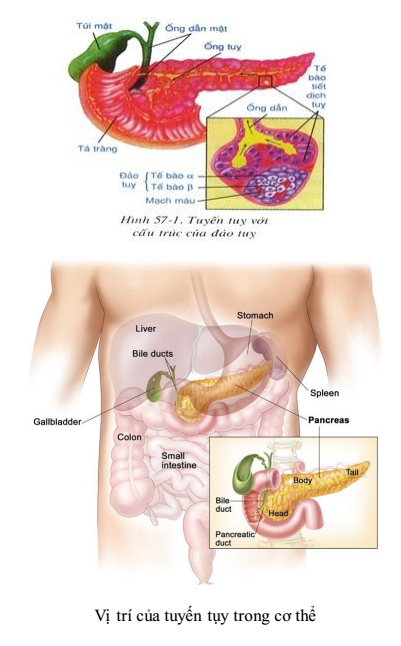 Túi mật
Ống dẫn mật
Ống tuỵ
Tế
bào
tiết
dịch
tuỵ
Ống dẫn
Tá tràng
Đảo
tuỵ
Tế bào α
Tế bào β
Mạch máu
Hình 57-1. Tuyến tuỵ với
cấu trúc của đảo tuỵ
Stomach
Liver
Bile ducts
Spleen
Gallbladder
Pancreas
Colon
Small
intestine
Tail
Body
Bile
duct
Head
Pancreatic
duct
Vị trí của tuyến tụy trong cơ thể